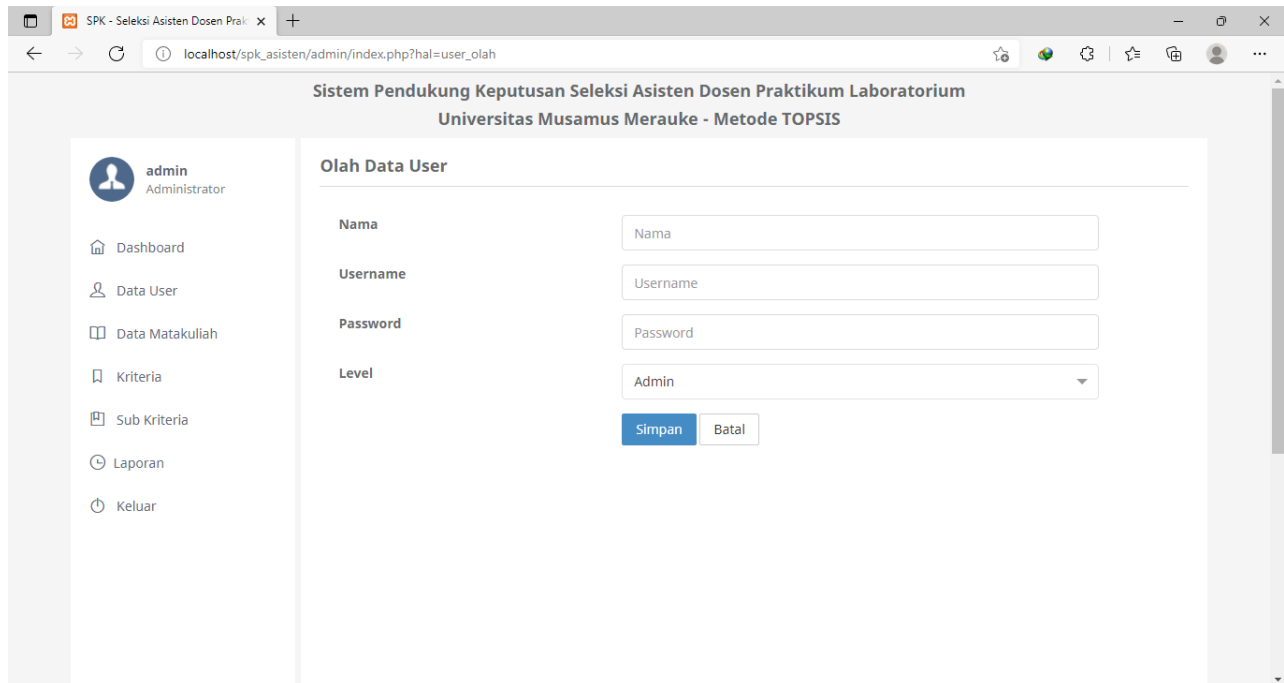 SPK - Seleksi Asisten Dosen Prak
localhost/spk_asisten/admin/index.php?hal=user_olah
Sistem Pendukung Keputusan Seleksi Asisten Dosen Praktikum Laboratorium
Universitas Musamus Merauke - Metode TOPSIS
admin
Administrator
Dashboard
Data User
Data Matakuliah
Kriteria
Sub Kriteria
Laporan
Keluar
Olah Data User
Nama
Nama
Username
Username
Password
Password
Level
Admin
Simpan
Batal